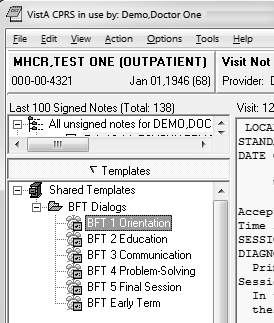 VistA CPRS in use by: Demo,Doctor One
File Edit View Action Options Tools Help
MHCR,TEST ONE (OUTPATIENT) Visit Not
000-00-4321 Jan 01,1946 (68) Provider:
Last 100 Signed Notes (Total: 138) Visit: 12
All unsigned notes for DEMO,DOC
Templates
Shared Templates
BFT Dialogs
BFT 1 Orientation
BFT 2 Education
BFT 3 Communication
BFT 4 Problem-Solving
BFT 5 Final Session
BFT Early Term
LOCA
STANDA
DATE O
Accept
Time
SESSIO
DIAGNO
Pri
Sessio
In
the